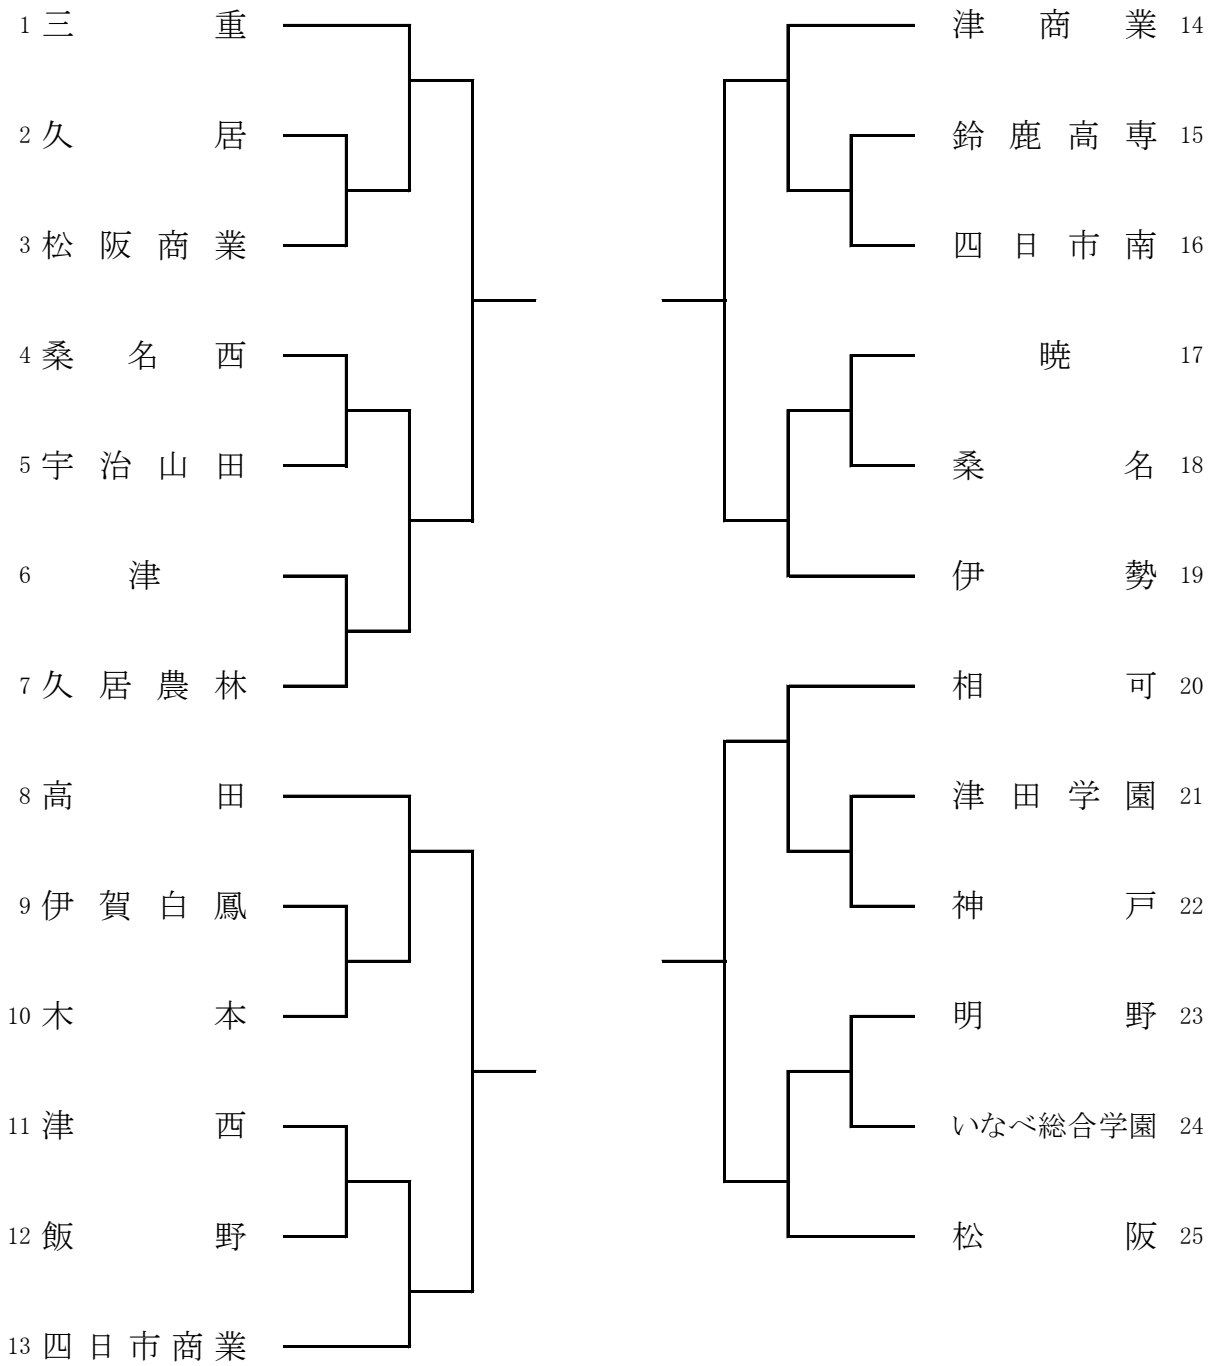 1 三重
2 久居
3 松阪商業
4 桑名西
5 宇治山田
6 津
7 久居農林
8 高田
9 伊賀白鳳
10 木本
11 津西
12 飯野
13 四日市商業
津商業 14
鈴鹿高専 15
四日市南 16
暁 17
桑名 18
伊勢 19
相可 20
津田学園 21
神戸 22
明野 23
いなべ総合学園 24
松阪 25